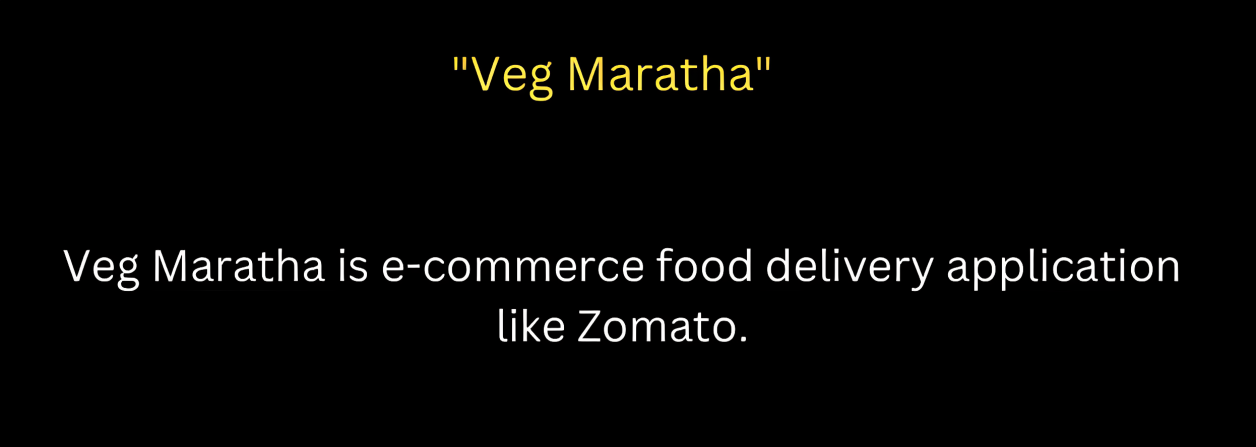 "Veg Maratha"
Veg Maratha is e-commerce food delivery application
like Zomato.